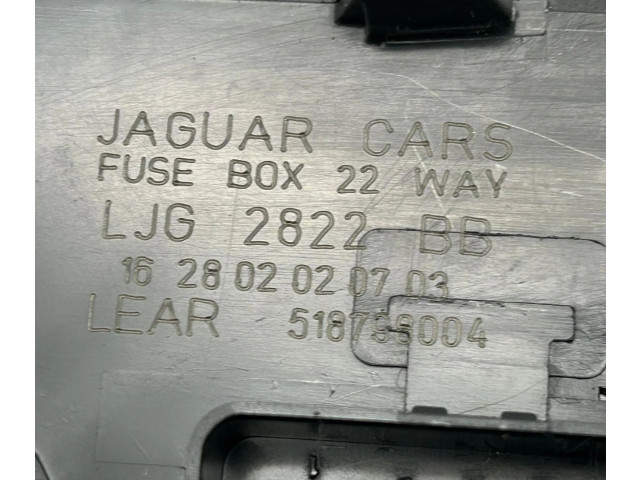 JAGUAR CARS
FUSE BOX 22 WAY
LJG 2822 BB
16 28 02 02 07 03
LEAR